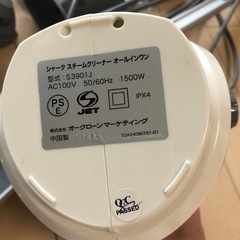 シャーク スチームクリーナー オールインワン
型式:S3901J
AC100V 50/60Hz 1500W
PS
E
JET
IPX4
株式会社オークローンマーケティング
中国製
QC
PASSED